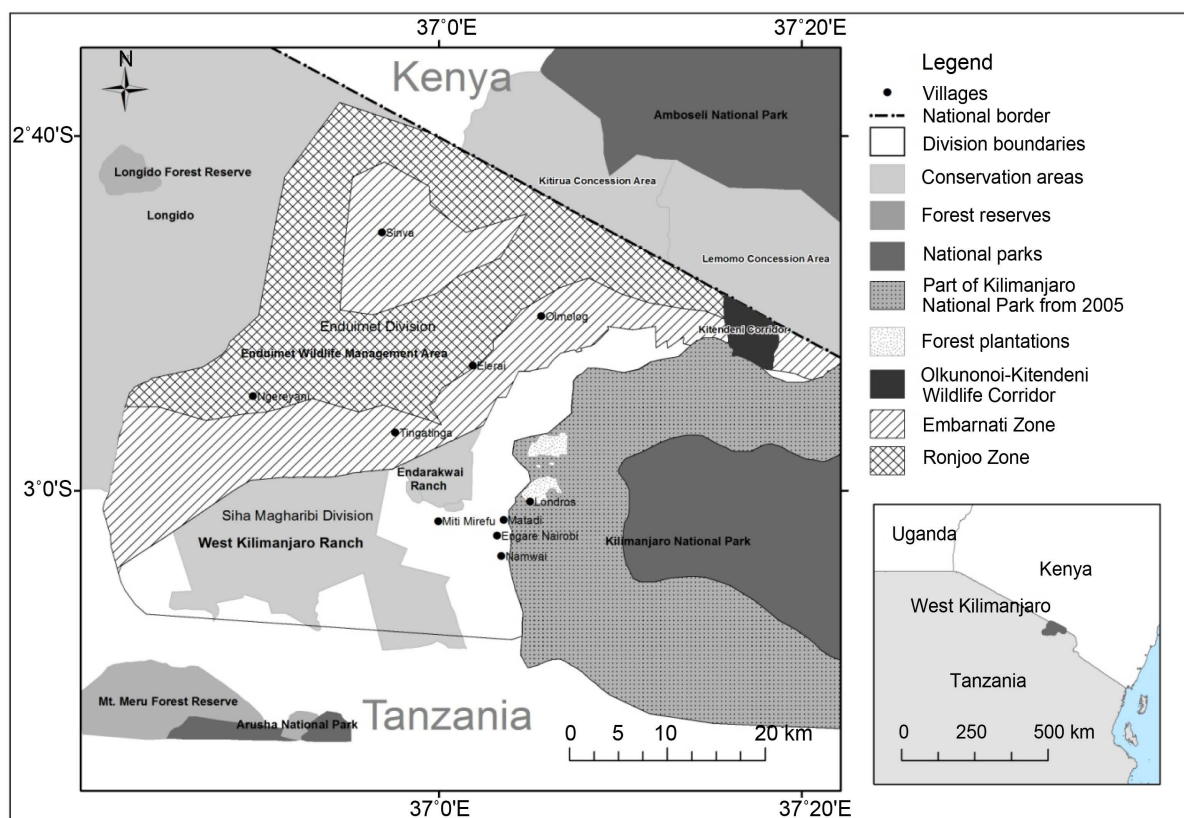 37°0'E
37°20'E
N
Kenya
2°40'S
Amboseli National Park
Longido Forest Reserve
Kitirua Concession Area
Longido
Sinya
Lemomo Concession Area
Olmolog
Enduimet Division
Kitendeni Corridor
Enduimet Wildlife Management Area
Elerai
Ngereyani
Tingatinga
Endarakwai
Ranch
3°0'S
Londros
Siha Magharibi Division
Miti Mirefu
Matadi
West Kilimanjaro Ranch
Engare Nairobi
Kilimanjaro National Park
Namwai
Mt. Meru Forest Reserve
Arusha National Park
Tanzania
0 5 10 20 km
37°0'E
37°20'E
Legend
Villages
National border
Division boundaries
Conservation areas
Forest reserves
National parks
Part of Kilimanjaro
National Park from 2005
Forest plantations
Olkunonoi-Kitendeni
Wildlife Corridor
Embarnati Zone
Ronjoo Zone
Uganda
Kenya
West Kilimanjaro
Tanzania
0 250 500 km